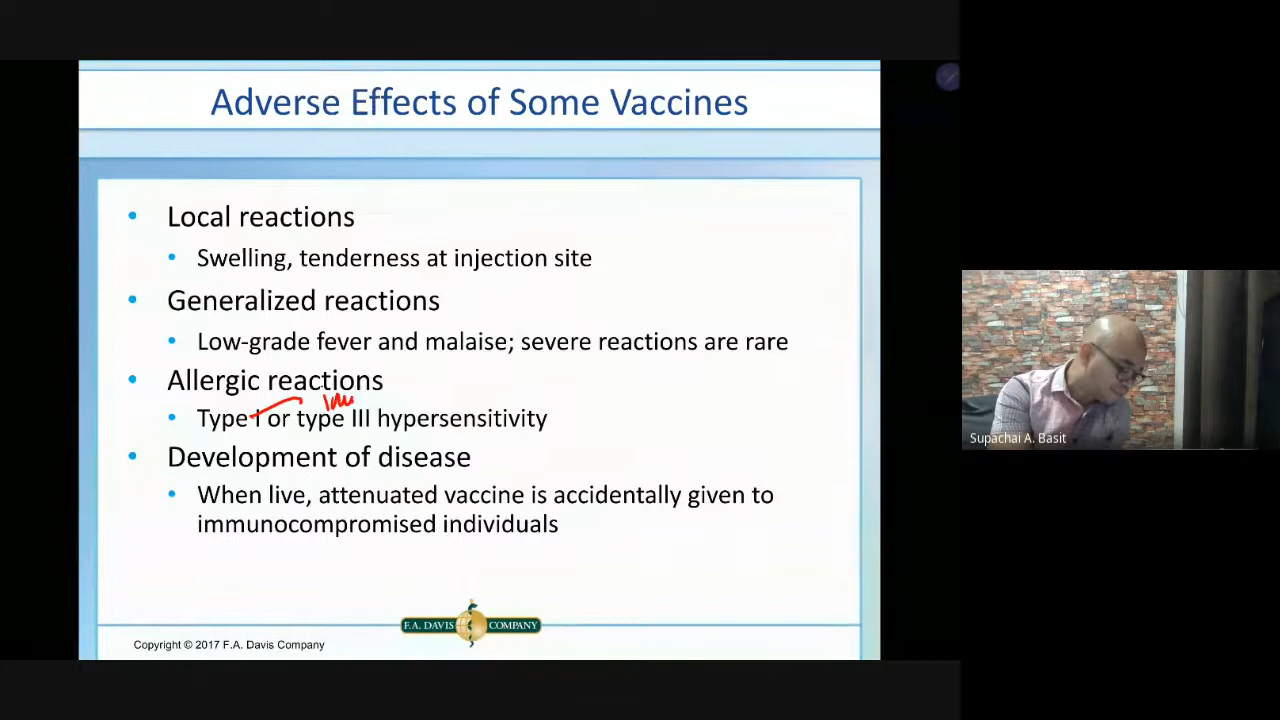 Adverse Effects of Some Vaccines
• Local reactions
• Swelling, tenderness at injection site
• Generalized reactions
• Low-grade fever and malaise; severe reactions are rare
• Allergic reactions
• Type I or type III hypersensitivity
• Development of disease
• When live, attenuated vaccine is accidentally given to
immunocompromised individuals
F.A. DAVIS COMPANY
Copyright © 2017 F.A. Davis Company
Supachai A. Basit